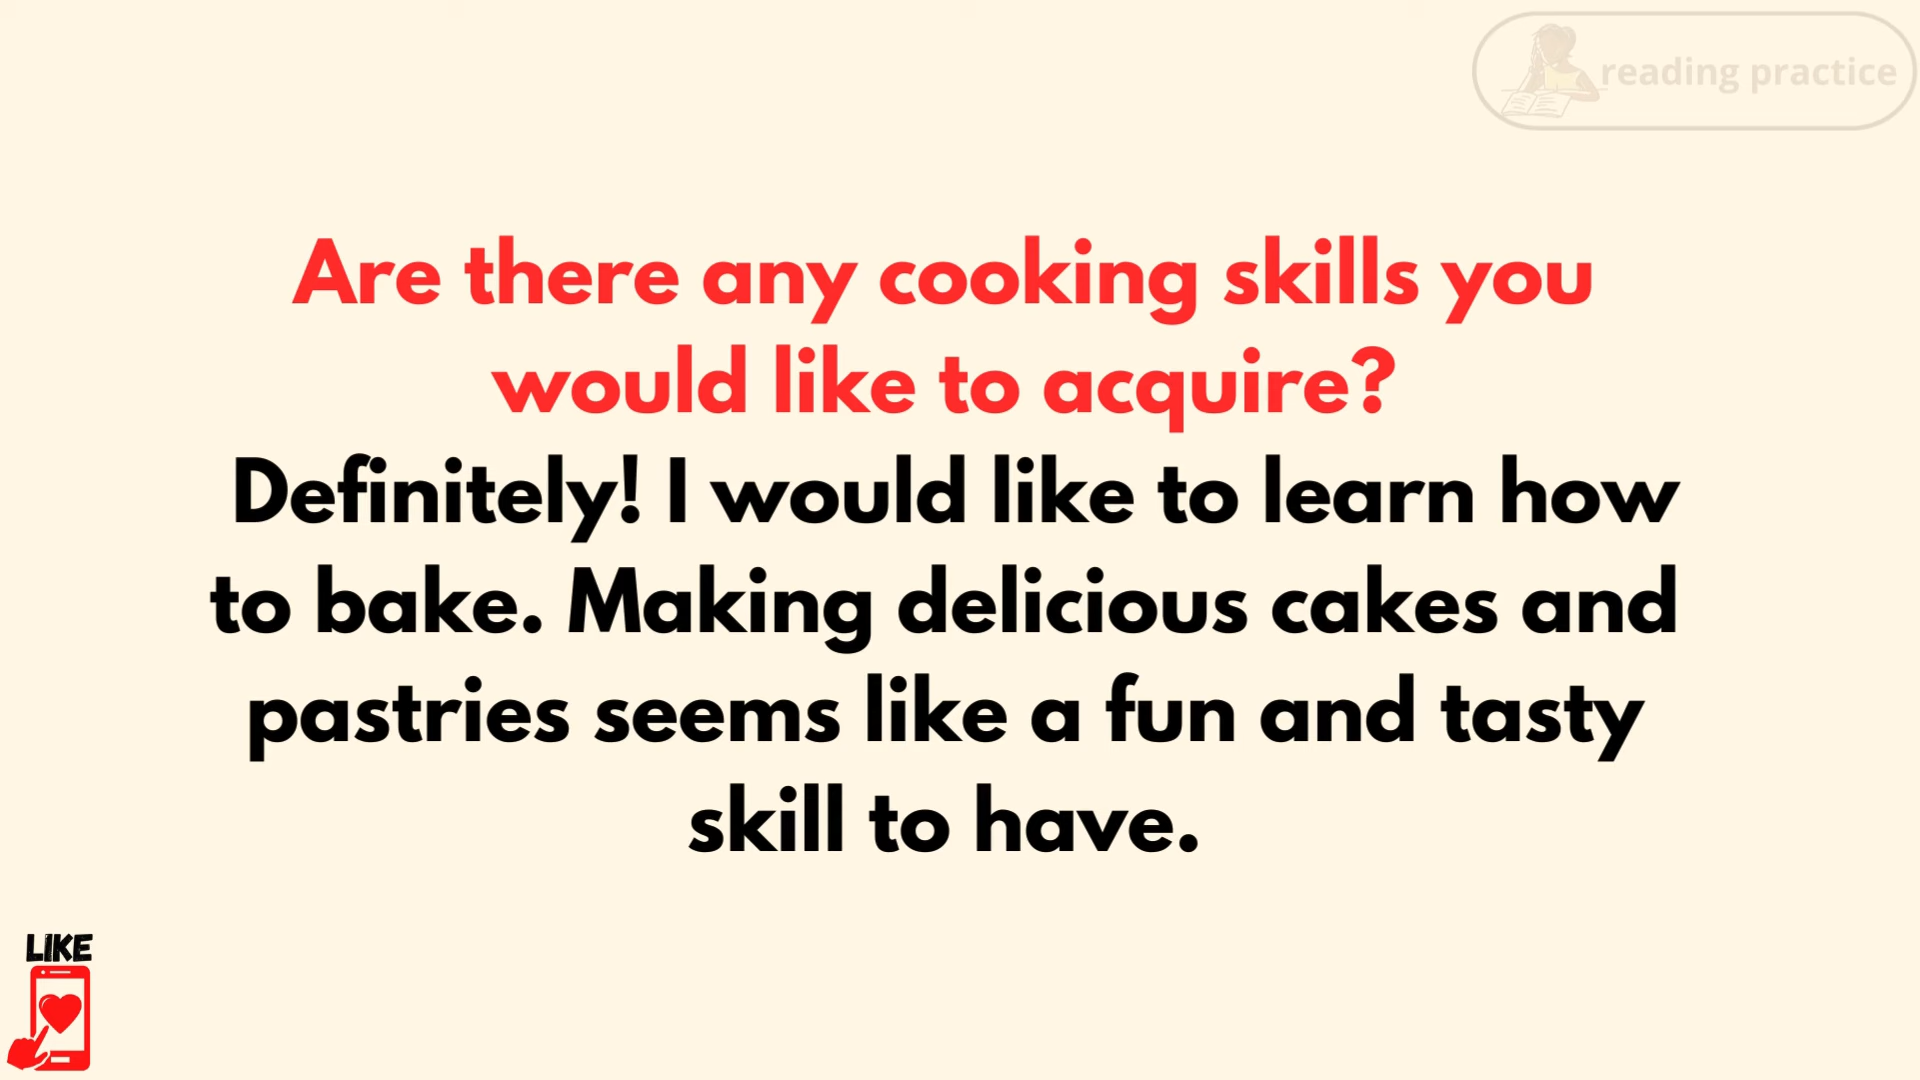 reading practice
Are there any cooking skills you
would like to acquire?
Definitely! I would like to learn how
to bake. Making delicious cakes and
pastries seems like a fun and tasty
skill to have.
LIKE